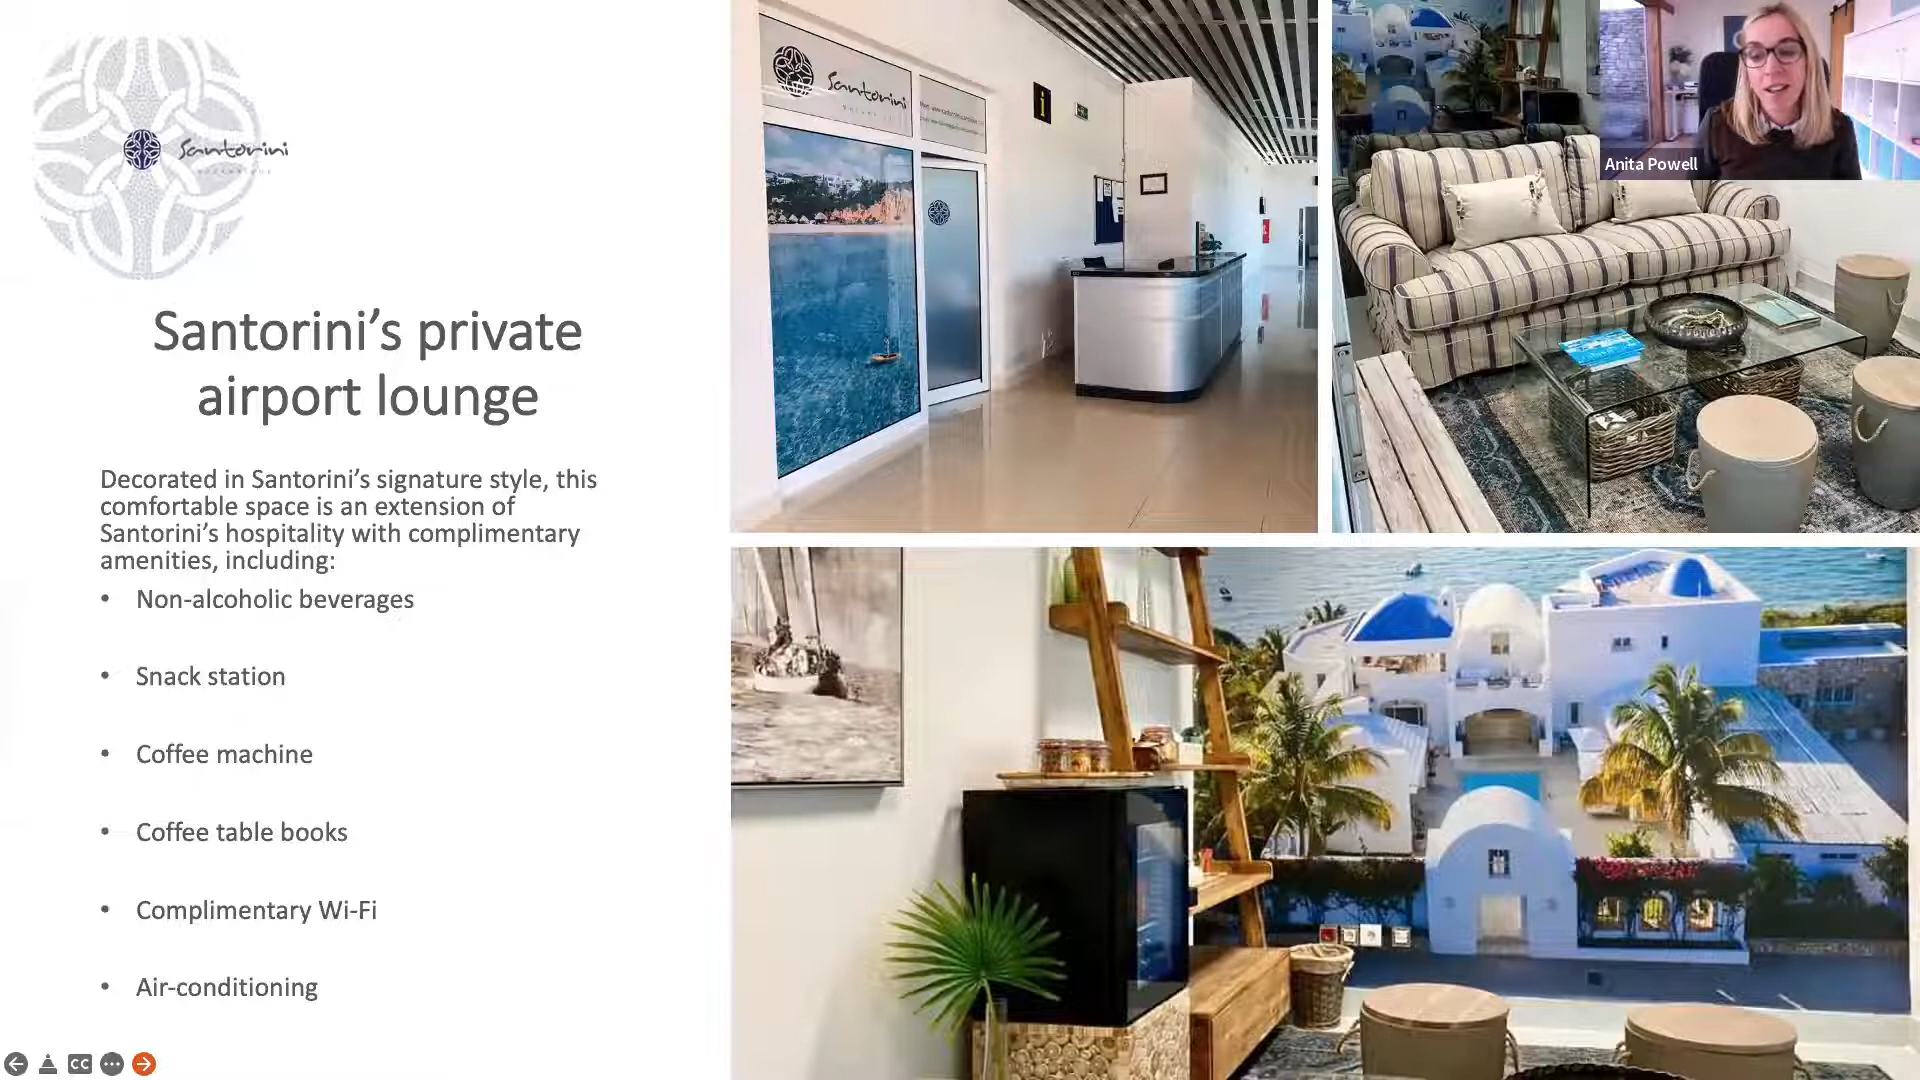 Santorini
MOZAMBIQUE
Santorini's private
airport lounge
Decorated in Santorini's signature style, this
comfortable space is an extension of
Santorini's hospitality with complimentary
amenities, including:
• Non-alcoholic beverages
• Snack station
• Coffee machine
• Coffee table books
• Complimentary Wi-Fi
• Air-conditioning
CC
Santorini
i
Anita Powell